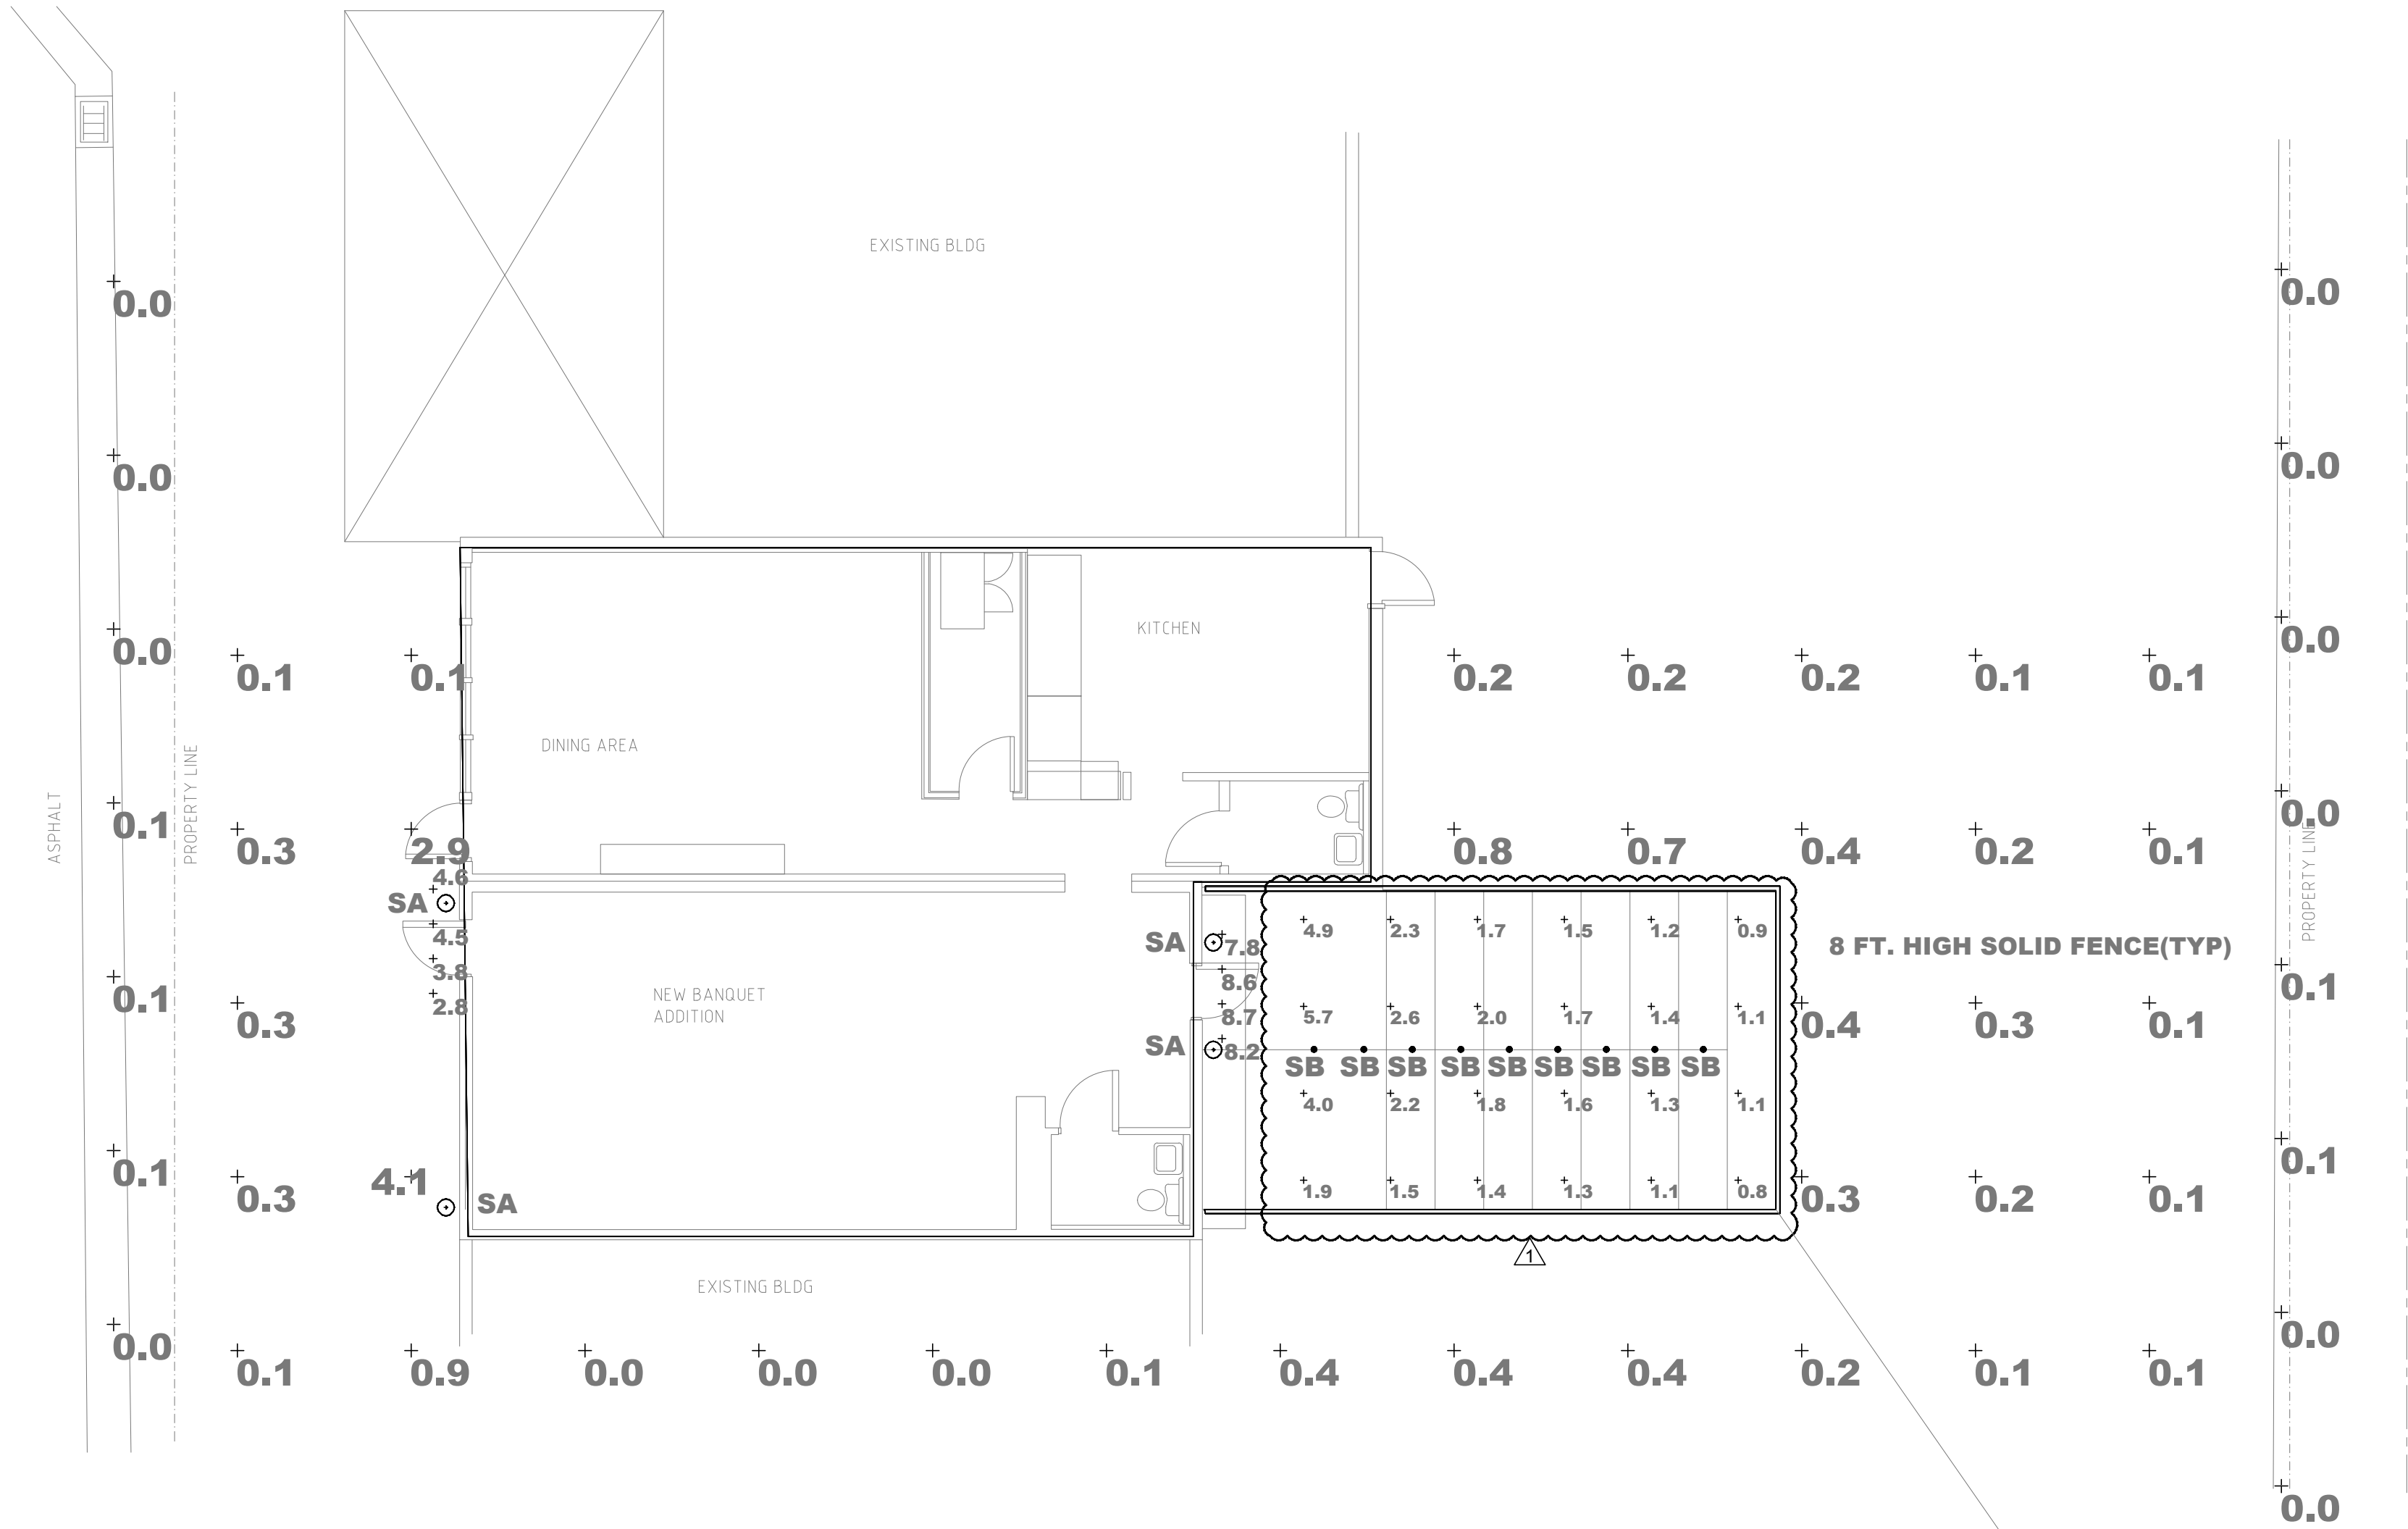 EXISTING BLDG
0.0 0.0
0.0 0.0
0.0 0.0
KITCHEN
0.1 0.1 0.2 0.2 0.2 0.1 0.1
DINING AREA
ASPHALT
PROPERTY LINE
0.1 0.0
0.3 2.9 0.8 0.7 0.4 0.2 0.1
PROPERTY LINE
4.6
SA
4.5
3.8
2.8
SA 7.8 4.9 2.3 1.7 1.5 1.2 0.9
8 FT. HIGH SOLID FENCE(TYP)
8.6
0.1 0.1
NEW BANQUET
ADDITION
0.3 8.7 5.7 2.6 2.0 1.7 1.4 1.1 0.4 0.3 0.1
SA 8.2
SB SB SB SB SB SB SB SB SB
4.0 2.2 1.8 1.6 1.3 1.1
0.1 0.1
0.3 4.1 SA 1.9 1.5 1.4 1.3 1.1 0.8 0.3 0.2 0.1
1
EXISTING BLDG
0.0 0.0
0.1 0.9 0.0 0.0 0.0 0.1 0.4 0.4 0.4 0.2 0.1 0.1
0.0